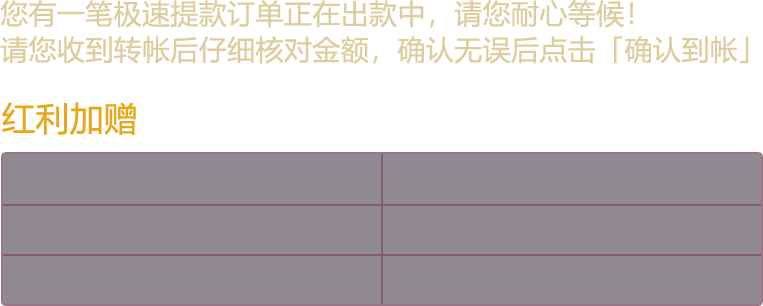 您有一笔极速提款订单正在出款中，请您耐心等候！
请您收到转帐后仔细核对金额，确认无误后点击「确认到帐」
红利加赠